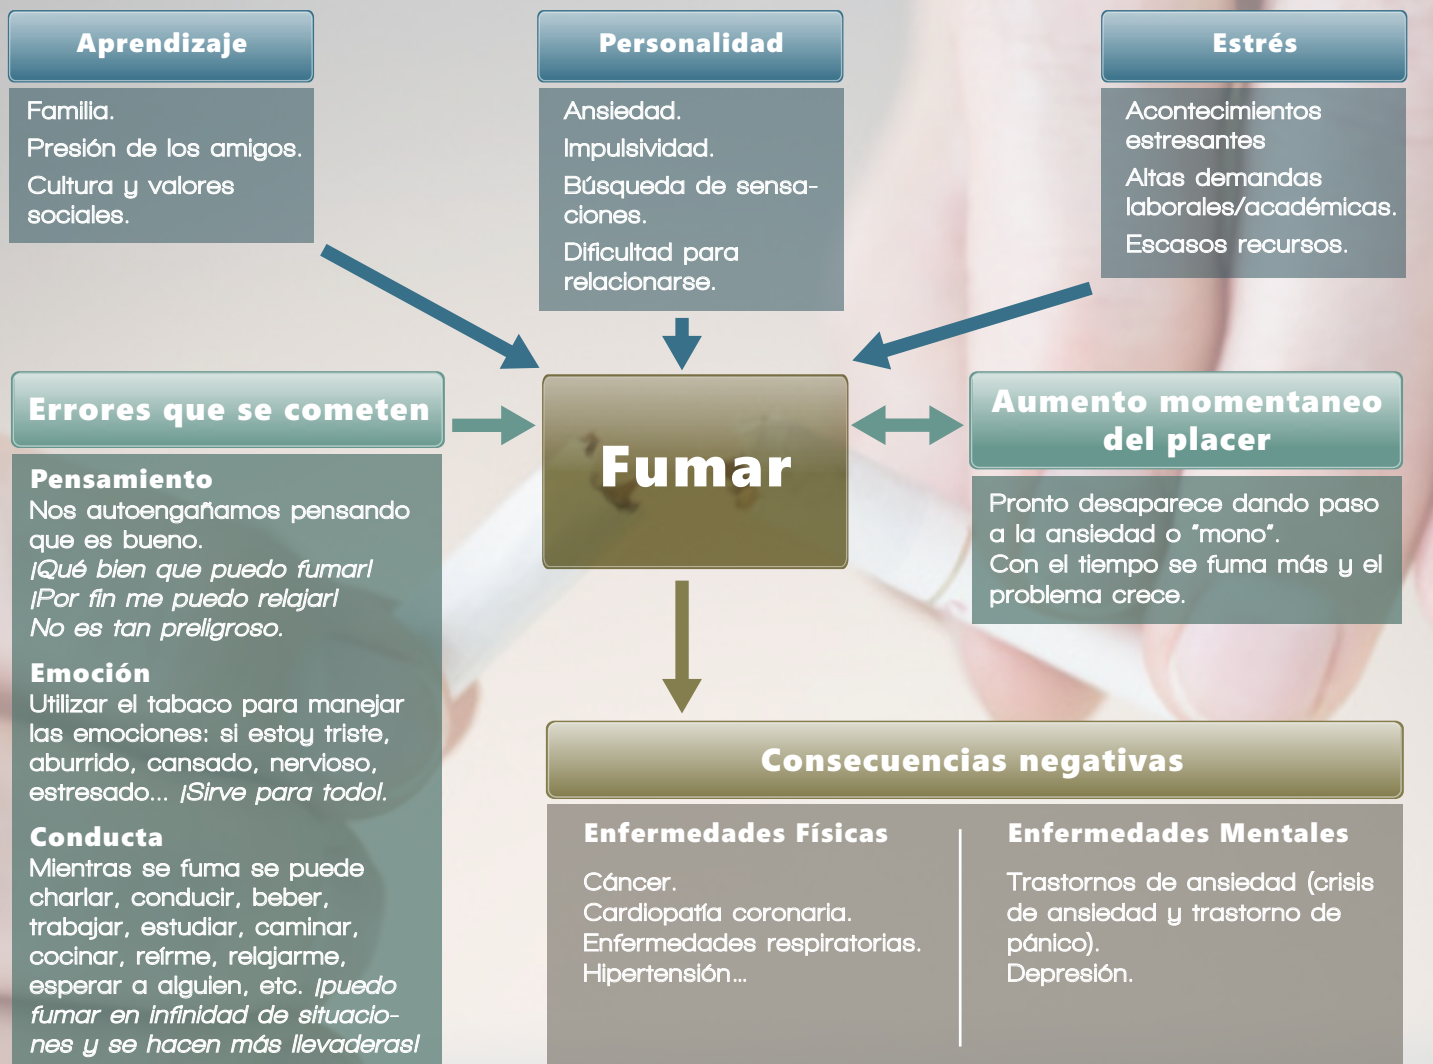 Aprendizaje
Familia.
Presión de los amigos.
Cultura y valores
sociales.
Personalidad
Ansiedad.
Impulsividad.
Búsqueda de sensa-
ciones.
Dificultad para
relacionarse.
Estrés
Acontecimientos
estresantes
Altas demandas
laborales/académicas.
Escasos recursos.
Errores que se cometen
Pensamiento
Nos autoengañamos pensando
que es bueno.
¡Qué bien que puedo fumar!
¡Por fin me puedo relajar!
No es tan preligroso.
Emoción
Utilizar el tabaco para manejar
las emociones: si estoy triste,
aburrido, cansado, nervioso,
estresado... ¡Sirve para todo!.
Conducta
Mientras se fuma se puede
charlar, conducir, beber,
trabajar, estudiar, caminar,
cocinar, reírme, relajarme,
esperar a alguien, etc. ¡puedo
fumar en infinidad de situacio-
nes y se hacen más llevaderas!
Fumar
Aumento momentaneo
del placer
Pronto desaparece dando paso
a la ansiedad o "mono".
Con el tiempo se fuma más y el
problema crece.
Consecuencias negativas
Enfermedades Físicas
Cáncer.
Cardiopatía coronaria.
Enfermedades respiratorias.
Hipertensión...
Enfermedades Mentales
Trastornos de ansiedad (crisis
de ansiedad y trastorno de
pánico).
Depresión.